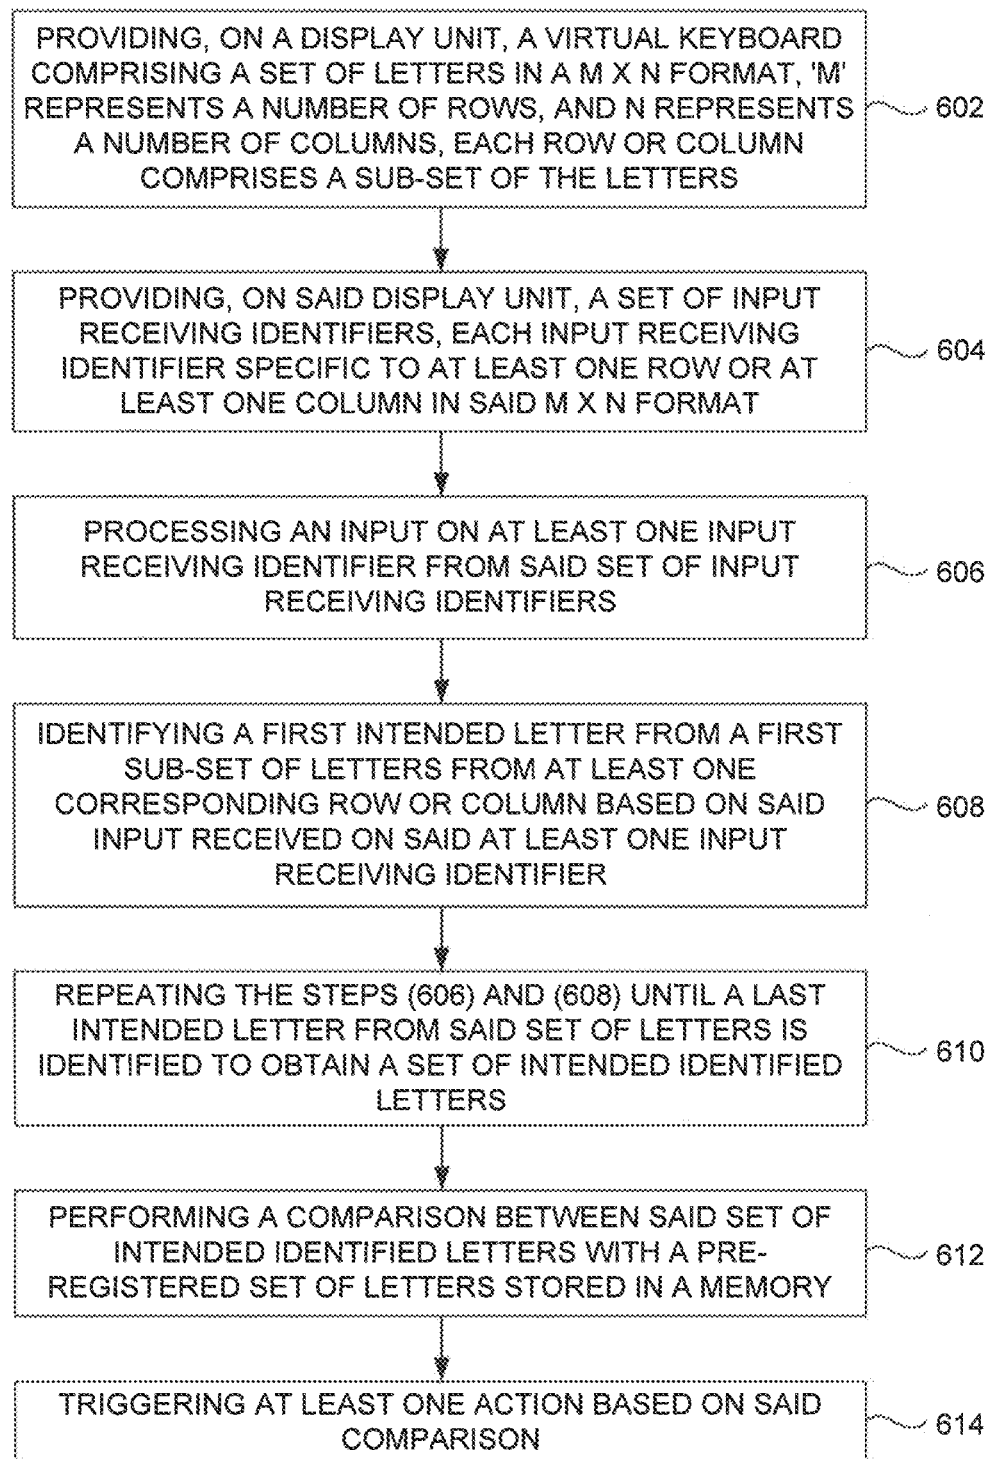 PROVIDING, ON A DISPLAY UNIT, A VIRTUAL KEYBOARD
COMPRISING A SET OF LETTERS IN A M X N FORMAT, 'M'
REPRESENTS A NUMBER OF ROWS, AND N REPRESENTS
A NUMBER OF COLUMNS, EACH ROW OR COLUMN
COMPRISES A SUB-SET OF THE LETTERS
602
PROVIDING, ON SAID DISPLAY UNIT, A SET OF INPUT
RECEIVING IDENTIFIERS, EACH INPUT RECEIVING
IDENTIFIER SPECIFIC TO AT LEAST ONE ROW OR AT
LEAST ONE COLUMN IN SAID M X N FORMAT
604
PROCESSING AN INPUT ON AT LEAST ONE INPUT
RECEIVING IDENTIFIER FROM SAID SET OF INPUT
RECEIVING IDENTIFIERS
606
IDENTIFYING A FIRST INTENDED LETTER FROM A FIRST
SUB-SET OF LETTERS FROM AT LEAST ONE
CORRESPONDING ROW OR COLUMN BASED ON SAID
INPUT RECEIVED ON SAID AT LEAST ONE INPUT
RECEIVING IDENTIFIER
608
REPEATING THE STEPS (606) AND (608) UNTIL A LAST
INTENDED LETTER FROM SAID SET OF LETTERS IS
IDENTIFIED TO OBTAIN A SET OF INTENDED IDENTIFIED
LETTERS
610
PERFORMING A COMPARISON BETWEEN SAID SET OF
INTENDED IDENTIFIED LETTERS WITH A PRE-
REGISTERED SET OF LETTERS STORED IN A MEMORY
612
TRIGGERING AT LEAST ONE ACTION BASED ON SAID
COMPARISON
614